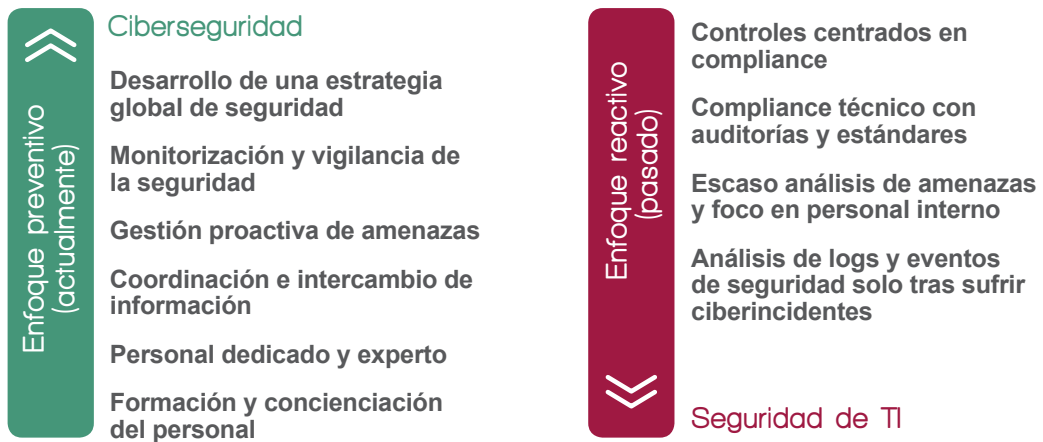 Ciberseguridad
Enfoque preventivo
(actualmente)
Desarrollo de una estrategia
global de seguridad
Monitorización y vigilancia de
la seguridad
Gestión proactiva de amenazas
Coordinación e intercambio de
información
Personal dedicado y experto
Formación y concienciación
del personal
Enfoque reactivo
(pasado)
Controles centrados en
compliance
Compliance técnico con
auditorías y estándares
Escaso análisis de amenazas
y foco en personal interno
Análisis de logs y eventos
de seguridad solo tras sufrir
ciberincidentes
Seguridad de TI